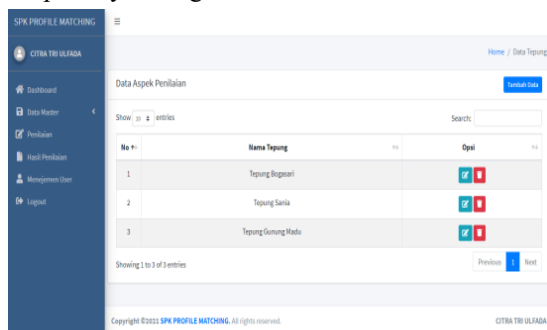 SPK PROFILE MATCHING
CITRA TRI ULFADA
Home / Data Tepung
Dashboard
Data Master
Penilaian
Hasil Penilaian
Menejemen User
Logout
Data Aspek Penilaian
Tambah Data
Show 10 entries
Search:
No Nama Tepung Opsi
1 Tepung Bogasari
2 Tepung Sania
3 Tepung Gunung Madu
Showing 1 to 3 of 3 entries
Previous 1 Next
Copyright ©2021 SPK PROFILE MATCHING. All rights reserved.
CITRA TRI ULFADA